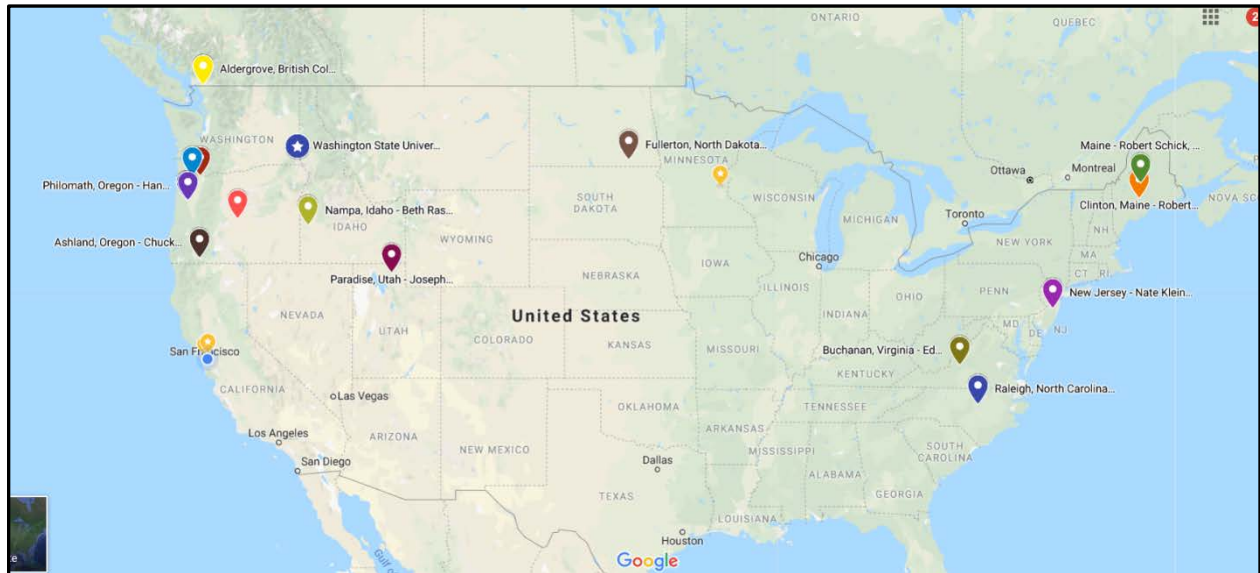 ONTARIO
QUEBEC
2
Aldergrove, British Col...
WASHINGTON
Washington State Univer...
Fullerton, North Dakota...
MINNESOTA
Maine - Robert Schick, ...
Ottawa
Montreal
Philomath, Oregon - Han...
Nampa, Idaho - Beth Ras...
IDAHO
SOUTH
DAKOTA
WISCONSIN
MICHIGAN
Toronto
Clinton, Maine - Robert...
NOVA SC
Ashland, Oregon - Chuck...
WYOMING
NEW YORK
NH
MA
CT RI
Paradise, Utah - Joseph...
NEBRASKA
IOWA
Chicago
ILLINOIS
INDIANA
OHIO
PENN
New Jersey - Nate Klein...
NEVADA
UTAH
COLORADO
United States
KANSAS
MISSOURI
MD
DE
NJ
San Francisco
Buchanan, Virginia - Ed...
KENTUCKY
CALIFORNIA
Las Vegas
Raleigh, North Carolina...
OKLAHOMA
TENNESSEE
Los Angeles
ARIZONA
NEW MEXICO
ARKANSAS
MISSISSIPPI
SOUTH
CAROLINA
San Diego
Dallas
ALABAMA
TEXAS
GEORGIA
LOUISIANA
Houston
Gulf of
Google